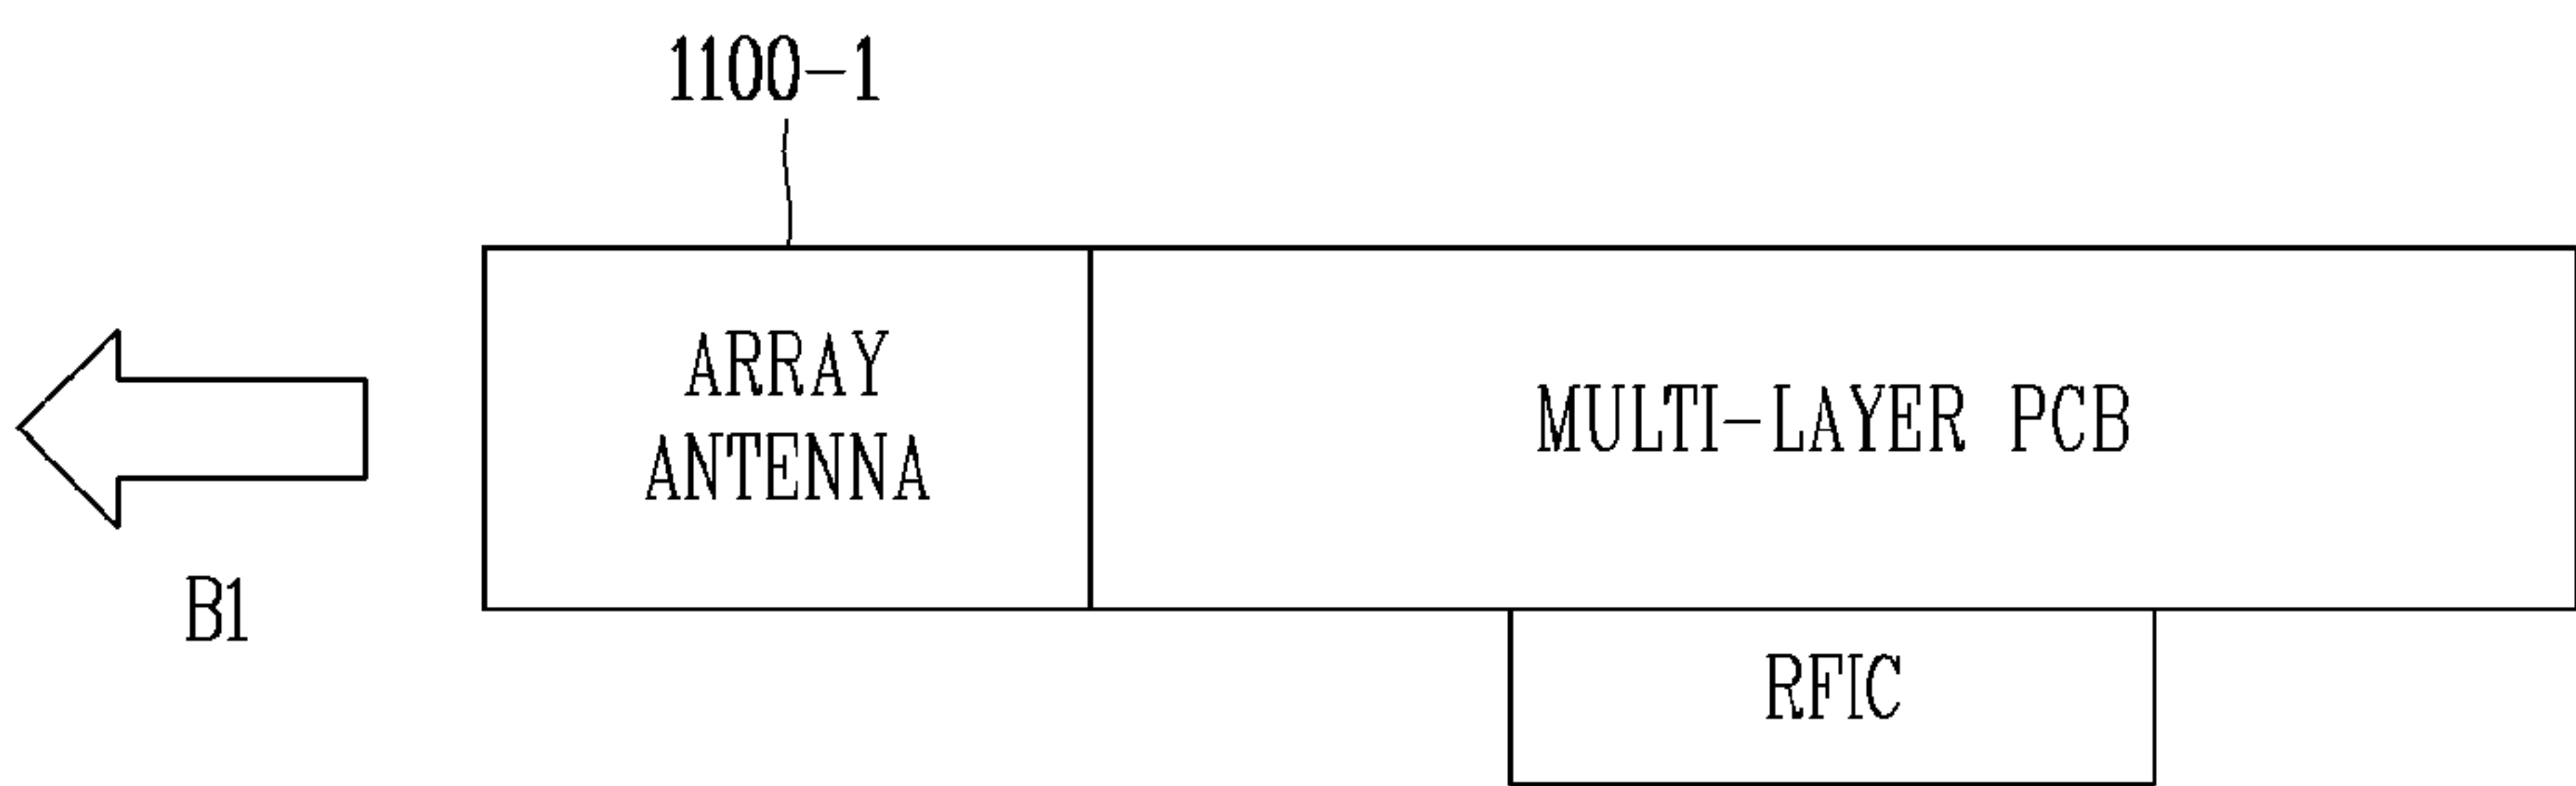 1100-1
ARRAY
ANTENNA
MULTI-LAYER PCB
B1
RFIC